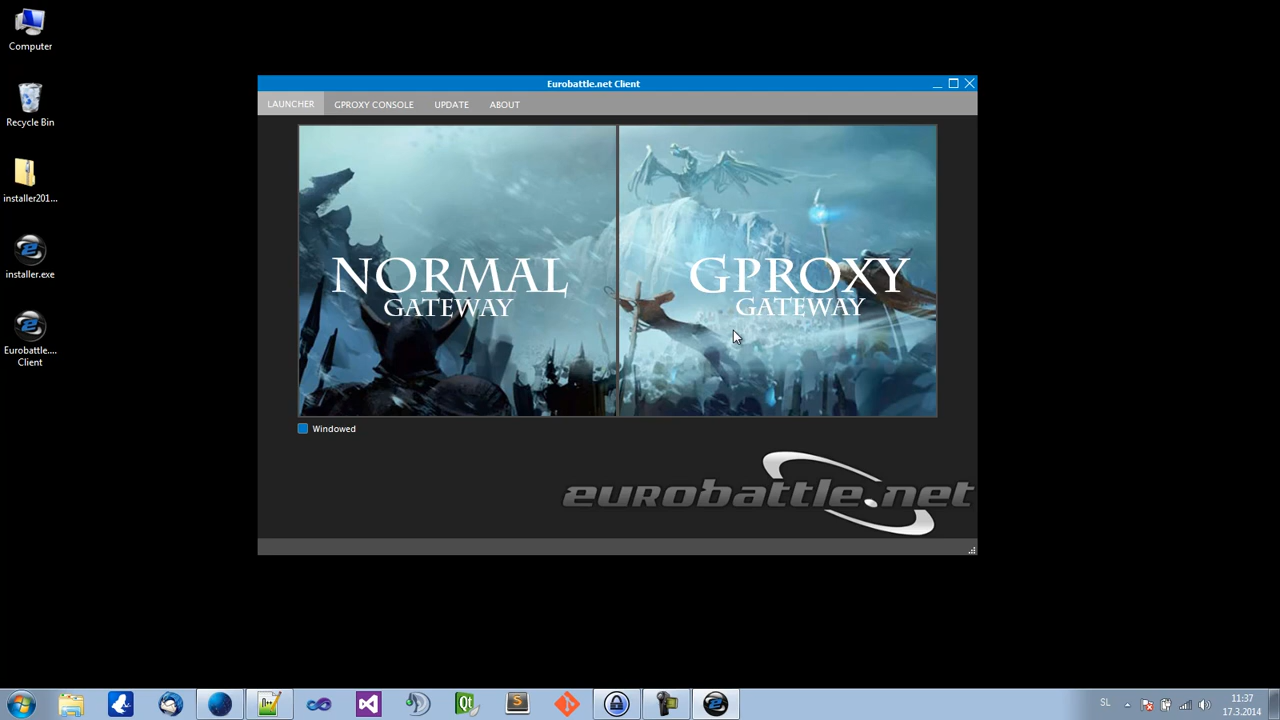 Computer
Recycle Bin
installer201...
installer.exe
Eurobattle....
Client
Eurobattle.net Client
LAUNCHER GPROXY CONSOLE UPDATE ABOUT
NORMAL
GATEWAY
GPROXY
GATEWAY
Windowed
eurobattle.net
SL
11:37
17.3.2014